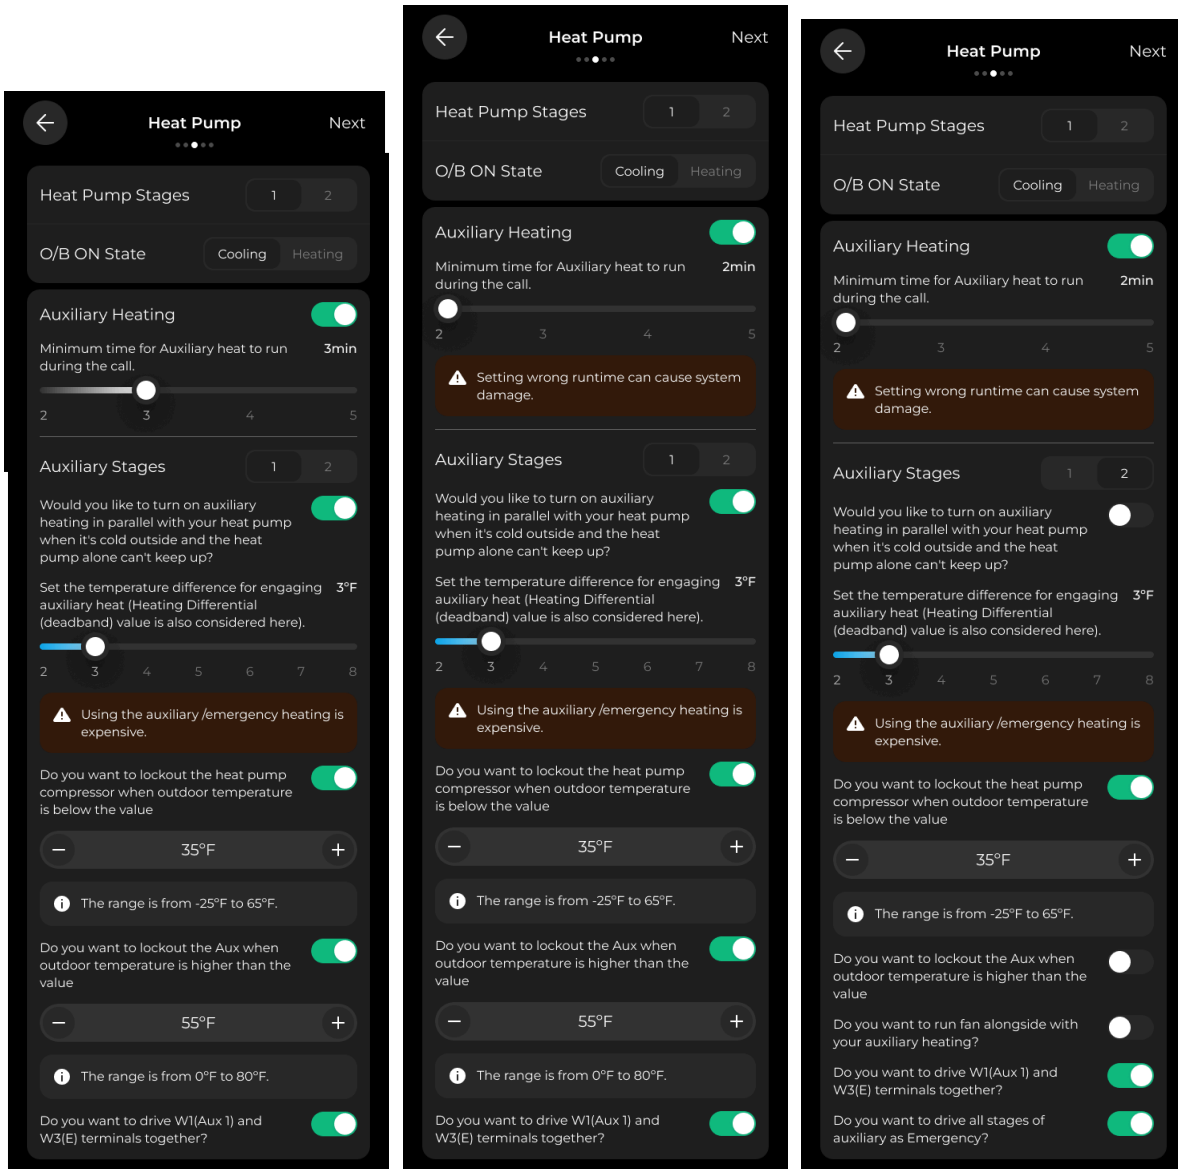 Heat Pump
Next
Heat Pump Stages
1
2
O/B ON State
Cooling
Heating
Auxiliary Heating
Minimum time for Auxiliary heat to run
3min
during the call.
2
3
4
5
Auxiliary Stages
1
2
Would you like to turn on auxiliary
heating in parallel with your heat pump
when it's cold outside and the heat
pump alone can't keep up?
Set the temperature difference for engaging
3°F
auxiliary heat (Heating Differential
(deadband) value is also considered here).
2
3
4
5
6
7
8
Using the auxiliary /emergency heating is
expensive.
Do you want to lockout the heat pump
compressor when outdoor temperature
is below the value
− 35°F +
The range is from -25°F to 65°F.
Do you want to lockout the Aux when
outdoor temperature is higher than the
value
− 55°F +
The range is from 0°F to 80°F.
Do you want to drive W1(Aux 1) and
W3(E) terminals together?
Heat Pump
Next
Heat Pump Stages
1
2
O/B ON State
Cooling
Heating
Auxiliary Heating
Minimum time for Auxiliary heat to run
2min
during the call.
2
3
4
5
Setting wrong runtime can cause system
damage.
Auxiliary Stages
1
2
Would you like to turn on auxiliary
heating in parallel with your heat pump
when it's cold outside and the heat
pump alone can't keep up?
Set the temperature difference for engaging
3°F
auxiliary heat (Heating Differential
(deadband) value is also considered here).
2
3
4
5
6
7
8
Using the auxiliary /emergency heating is
expensive.
Do you want to lockout the heat pump
compressor when outdoor temperature
is below the value
− 35°F +
The range is from -25°F to 65°F.
Do you want to lockout the Aux when
outdoor temperature is higher than the
value
− 55°F +
The range is from 0°F to 80°F.
Do you want to drive W1(Aux 1) and
W3(E) terminals together?
Heat Pump
Next
Heat Pump Stages
1
2
O/B ON State
Cooling
Heating
Auxiliary Heating
Minimum time for Auxiliary heat to run
2min
during the call.
2
3
4
5
Setting wrong runtime can cause system
damage.
Auxiliary Stages
1
2
Would you like to turn on auxiliary
heating in parallel with your heat pump
when it's cold outside and the heat
pump alone can't keep up?
Set the temperature difference for engaging
3°F
auxiliary heat (Heating Differential
(deadband) value is also considered here).
2
3
4
5
6
7
8
Using the auxiliary /emergency heating is
expensive.
Do you want to lockout the heat pump
compressor when outdoor temperature
is below the value
− 35°F +
The range is from -25°F to 65°F.
Do you want to lockout the Aux when
outdoor temperature is higher than the
value
Do you want to run fan alongside with
your auxiliary heating?
Do you want to drive W1(Aux 1) and
W3(E) terminals together?
Do you want to drive all stages of
auxiliary as Emergency?